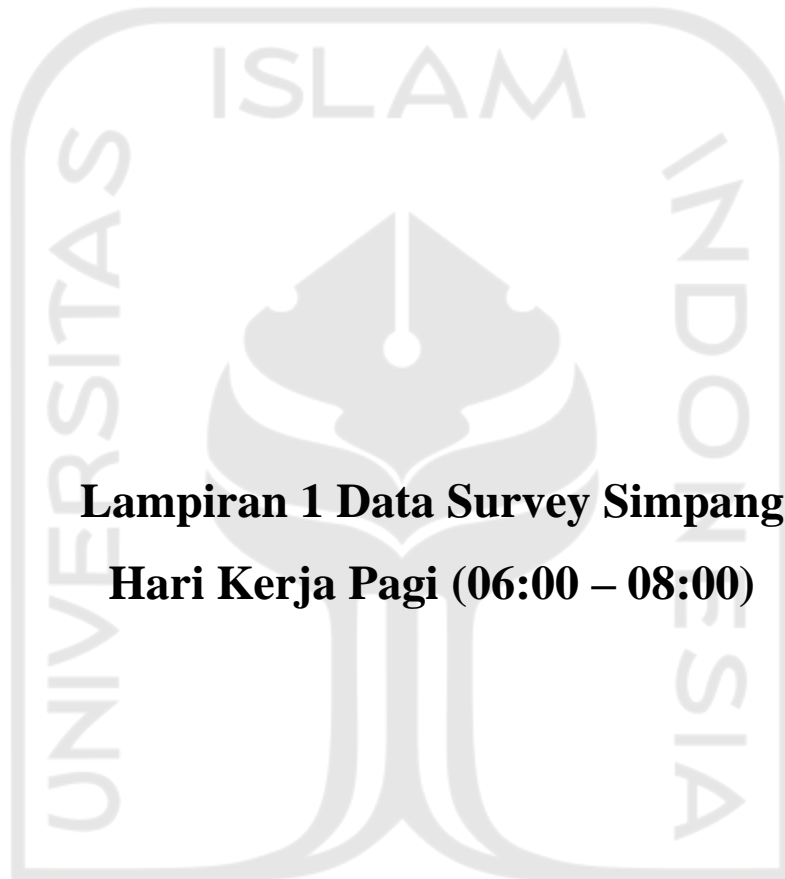 ISLAM
UNIVERSITAS
INDONESIA
Lampiran 1 Data Survey Simpang
Hari Kerja Pagi (06:00 – 08:00)